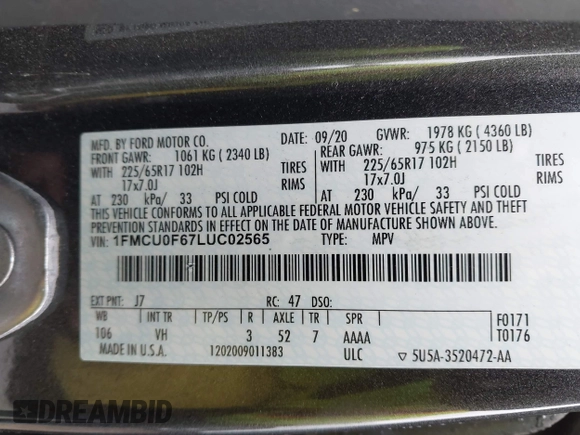 MFD. BY FORD MOTOR CO.
DATE: 09/20 GVWR: 1978 KG ( 4360 LB)
FRONT GAWR: 1061 KG ( 2340 LB)
REAR GAWR: 975 KG ( 2150 LB)
WITH 225/65R17 102H TIRES
WITH 225/65R17 102H TIRES
17x7.0J RIMS
17x7.0J RIMS
AT 230 kPa/ 33 PSI COLD
AT 230 kPa/ 33 PSI COLD
THIS VEHICLE CONFORMS TO ALL APPLICABLE FEDERAL MOTOR VEHICLE SAFETY AND THEFT
PREVENTION STANDARDS IN EFFECT ON THE DATE OF MANUFACTURE SHOWN ABOVE.
VIN: 1FMCU0F67LUC02565 TYPE: MPV
EXT PNT: J7 RC: 47 DSO:
WB INT TR TP/PS R AXLE TR SPR
106 VH 3 52 7 AAAA
F0171
T0176
MADE IN U.S.A. 1202009011383 ULC ▽ 5U5A-3520472-AA
DREAMBID